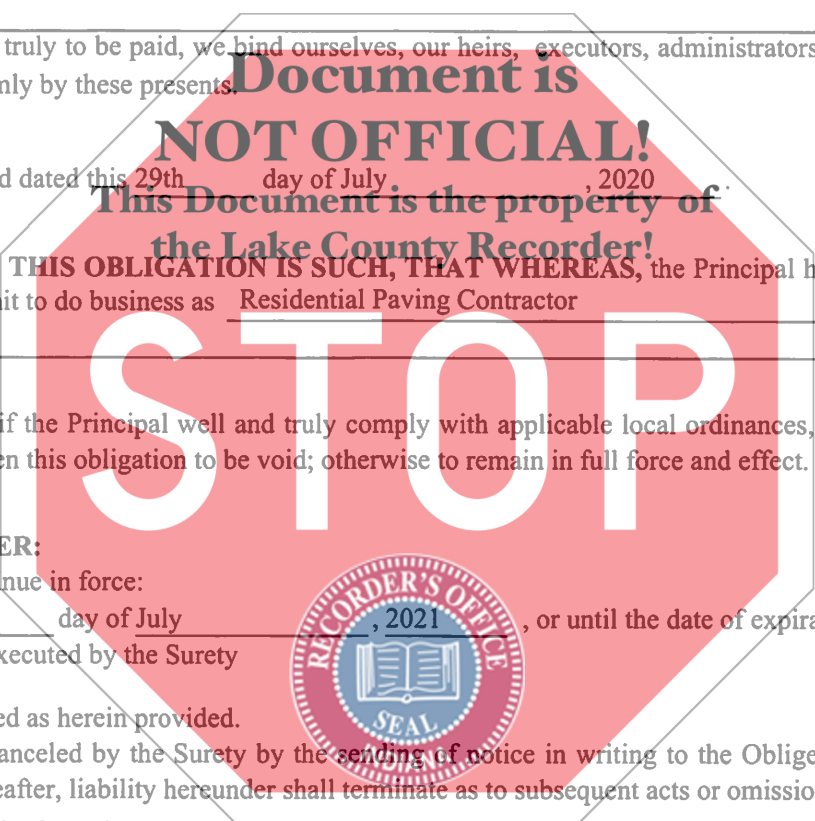 truly to be paid, we bind ourselves, our heirs, executors, administrators
mly by these presents.
Document is
NOT OFFICIAL!
d dated this 29th day of July , 2020 .
This Document is the property of
the Lake County Recorder!
THIS OBLIGATION IS SUCH, THAT WHEREAS, the Principal h
it to do business as Residential Paving Contractor
STOP
if the Principal well and truly comply with applicable local ordinances,
en this obligation to be void; otherwise to remain in full force and effect.
ER:
nue in force:
day of July , 2021 , or until the date of expira
xecuted by the Surety
RECORDER'S OFFICE
SEAL
INDIANA
ed as herein provided.
anceled by the Surety by the sending of notice in writing to the Oblige
eafter, liability hereunder shall terminate as to subsequent acts or omissio